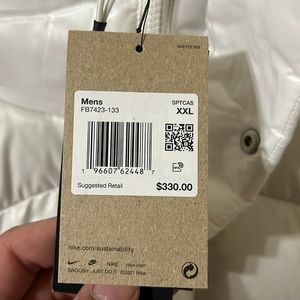 Mens
FB7423-133
SPTCAS
XXL
1 96607 62448 7
Suggested Retail
$330.00
nike.com/sustainability
NIKE nike.com
SWOOSH JUST DO IT ©2021 Nike